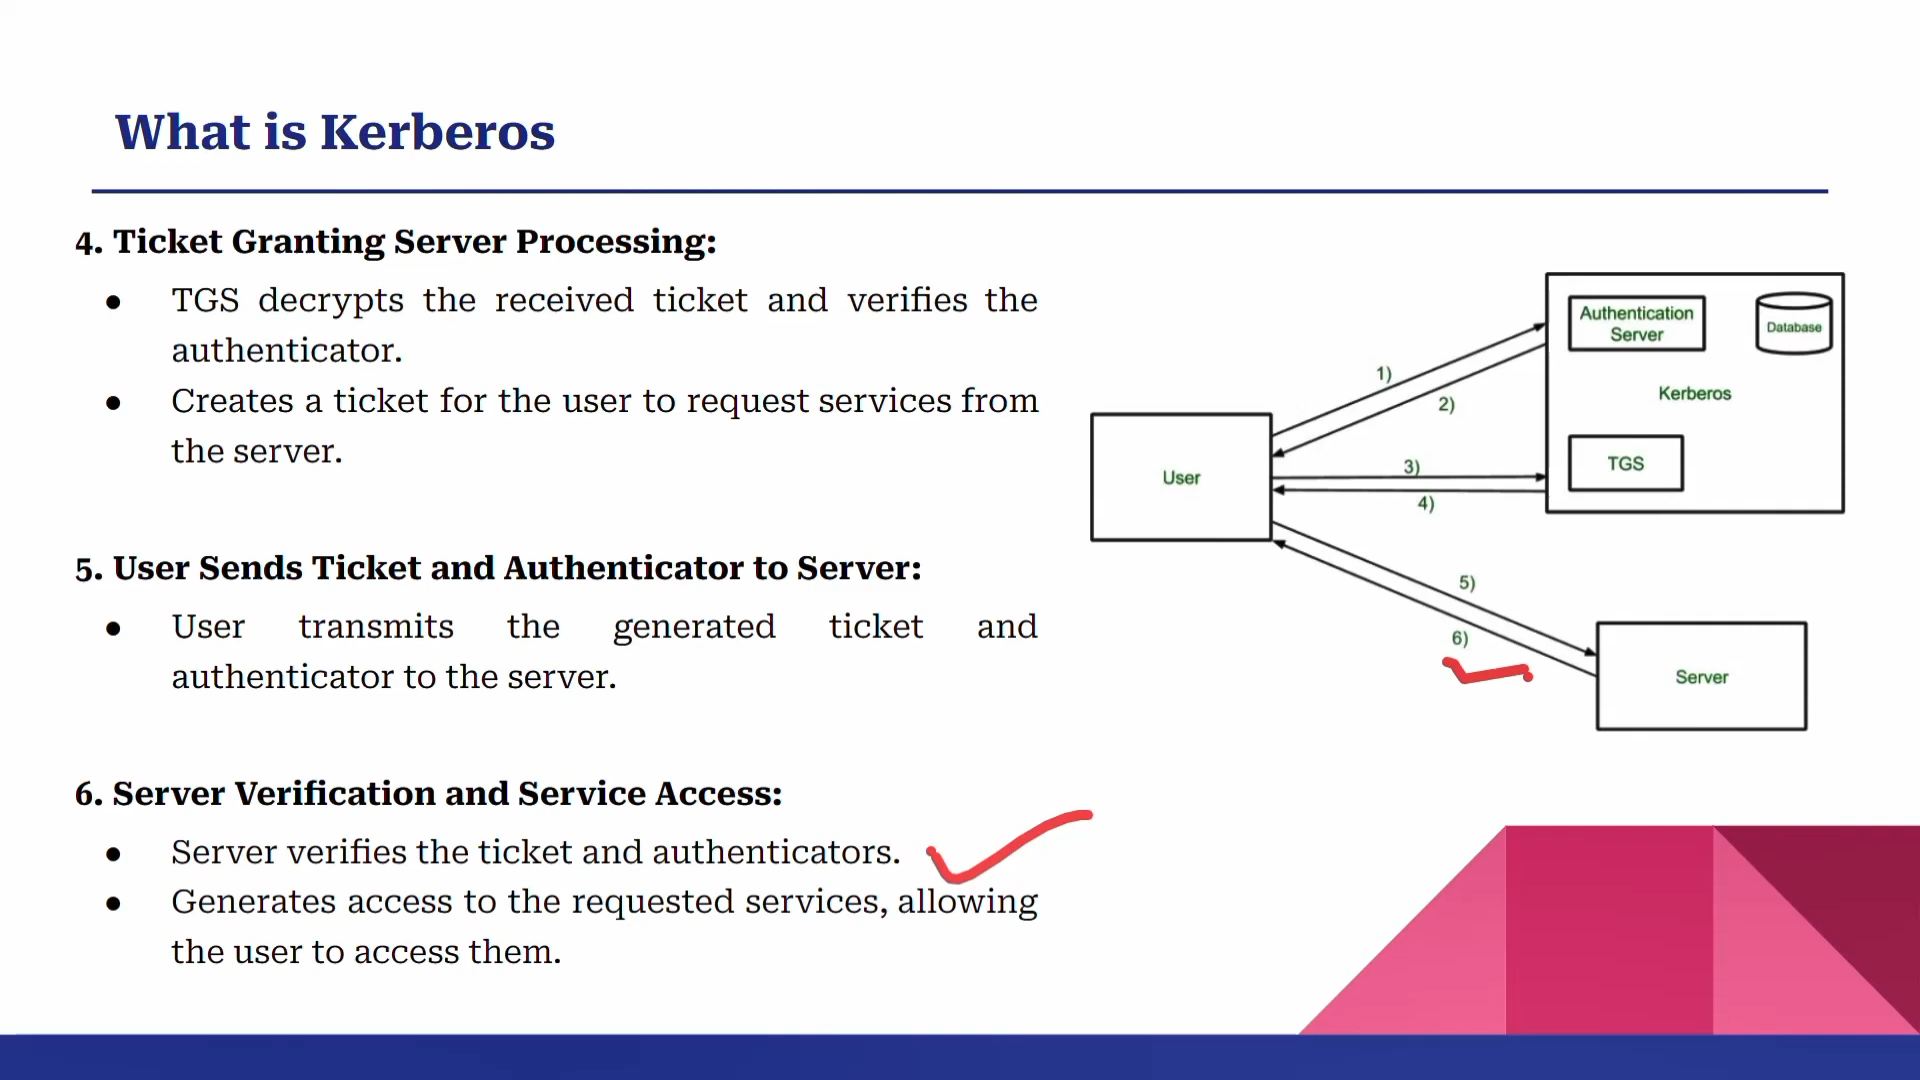 What is Kerberos
4. Ticket Granting Server Processing:
● TGS decrypts the received ticket and verifies the
authenticator.
● Creates a ticket for the user to request services from
the server.
5. User Sends Ticket and Authenticator to Server:
● User transmits the generated ticket and
authenticator to the server.
6. Server Verification and Service Access:
● Server verifies the ticket and authenticators.
● Generates access to the requested services, allowing
the user to access them.
Authentication
Server
Database
Kerberos
TGS
User
1)
2)
3)
4)
5)
6)
Server